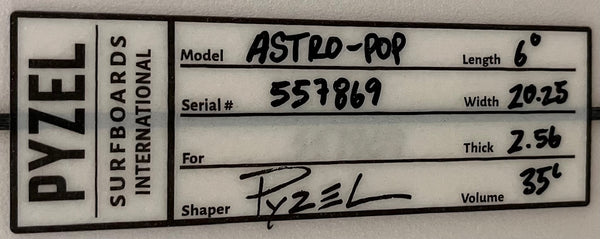 PYZEL
SURFBOARDS
INTERNATIONAL
Model ASTRO-POP Length 6°
Serial # 557869 Width 20.25
For Thick 2.56
Shaper PYZEL Volume 35L